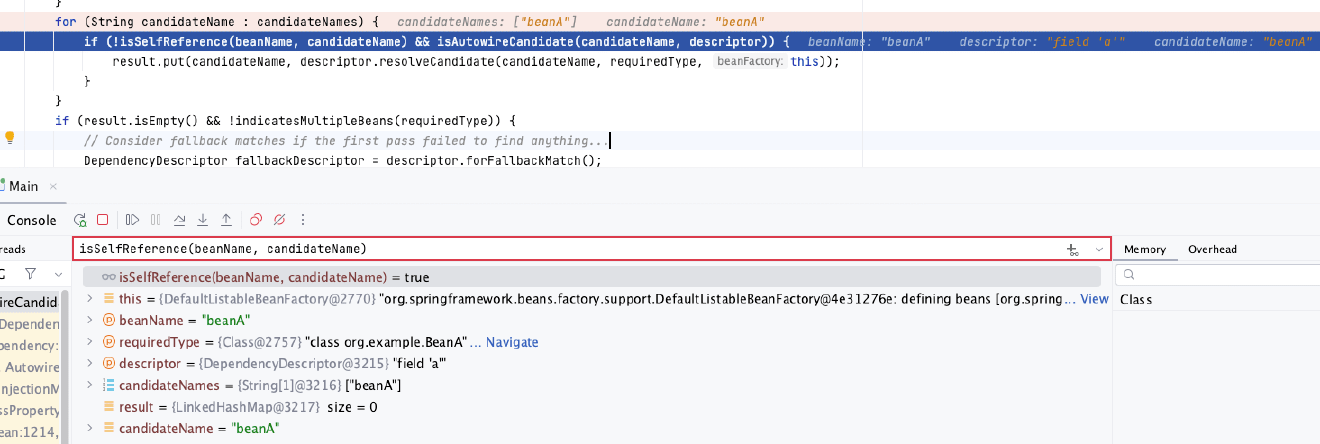 }
for (String candidateName : candidateNames) { candidateNames: ["beanA"] candidateName: "beanA"
if (!isSelfReference(beanName, candidateName) && isAutowireCandidate(candidateName, descriptor)) { beanName: "beanA" descriptor: "field 'a'" candidateName: "beanA"
result.put(candidateName, descriptor.resolveCandidate(candidateName, requiredType, beanFactory: this));
}
}
if (result.isEmpty() && !indicatesMultipleBeans(requiredType)) {
// Consider fallback matches if the first pass failed to find anything...
DependencyDescriptor fallbackDescriptor = descriptor.forFallbackMatch();
Main
Console
reads
isSelfReference(beanName, candidateName)
Memory Overhead
isSelfReference(beanName, candidateName) = true
ireCandida
this = {DefaultListableBeanFactory@2770} "org.springframework.beans.factory.support.DefaultListableBeanFactory@4e31276e: defining beans [org.spring... View
Class
Dependen
beanName = "beanA"
pendency:
requiredType = {Class@2757} "class org.example.BeanA" ... Navigate
Autowire
descriptor = {DependencyDescriptor@3215} "field 'a'"
njectionM
candidateNames = {String[1]@3216} ["beanA"]
ssProperty
result = {LinkedHashMap@3217} size = 0
ean:1214,
candidateName = "beanA"